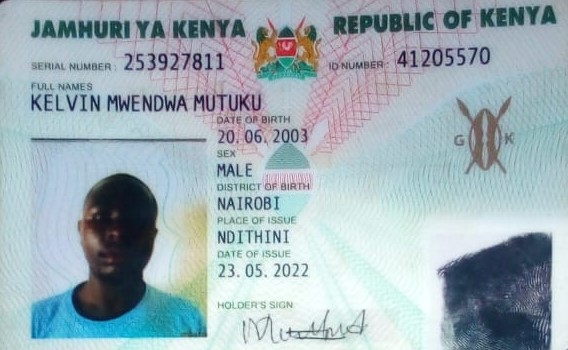 JAMHURI YA KENYA REPUBLIC OF KENYA
SERIAL NUMBER: 253927811 ID NUMBER: 41205570
FULL NAMES
KELVIN MWENDWA MUTUKU
DATE OF BIRTH
20. 06. 2003
SEX
MALE
G K
DISTRICT OF BIRTH
NAIROBI
PLACE OF ISSUE
NDITHINI
DATE OF ISSUE
23. 05. 2022
HOLDER'S SIGN.